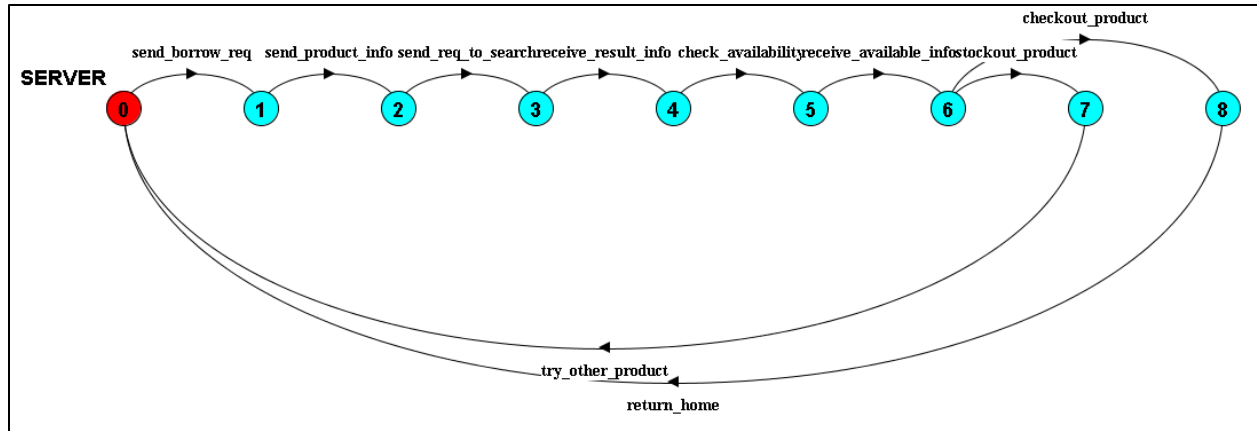 checkout_product
send_borrow_req send_product_info send_req_to_searchreceive_result_info check_availabilityreceive_available_infostockout_product
SERVER
0 1 2 3 4 5 6 7 8
try_other_product
return_home